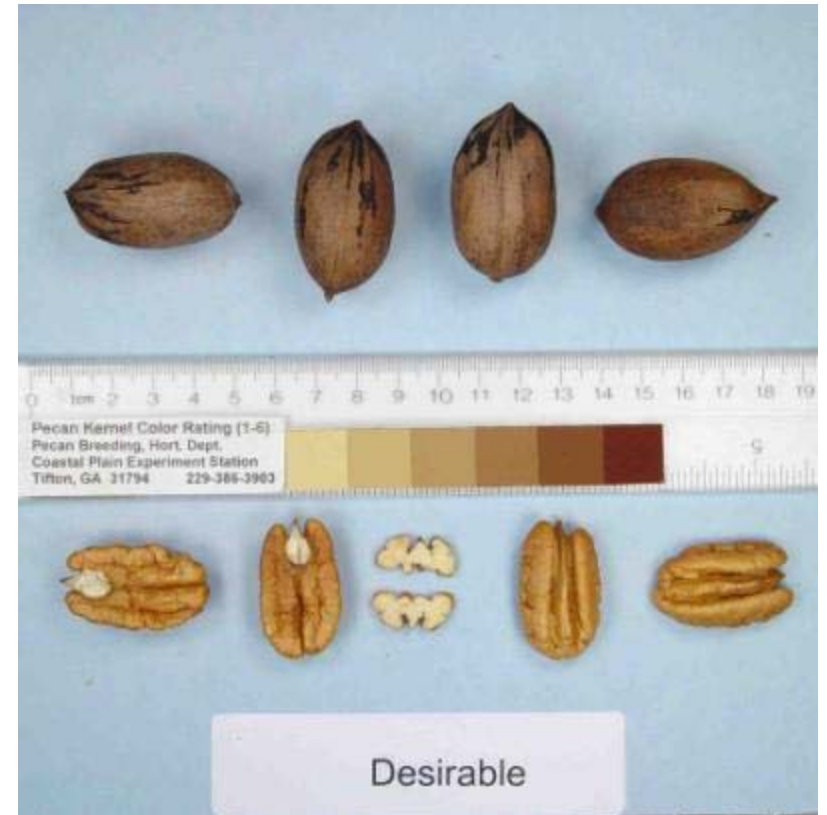 0 1cm 2 3 4 5 6 7 8 9 10 11 12 13 14 15 16 17 18 19
Pecan Kernel Color Rating (1-6)
Pecan Breeding, Hort. Dept.
Coastal Plain Experiment Station
Tifton, GA 31794 229-386-3903
5
Desirable